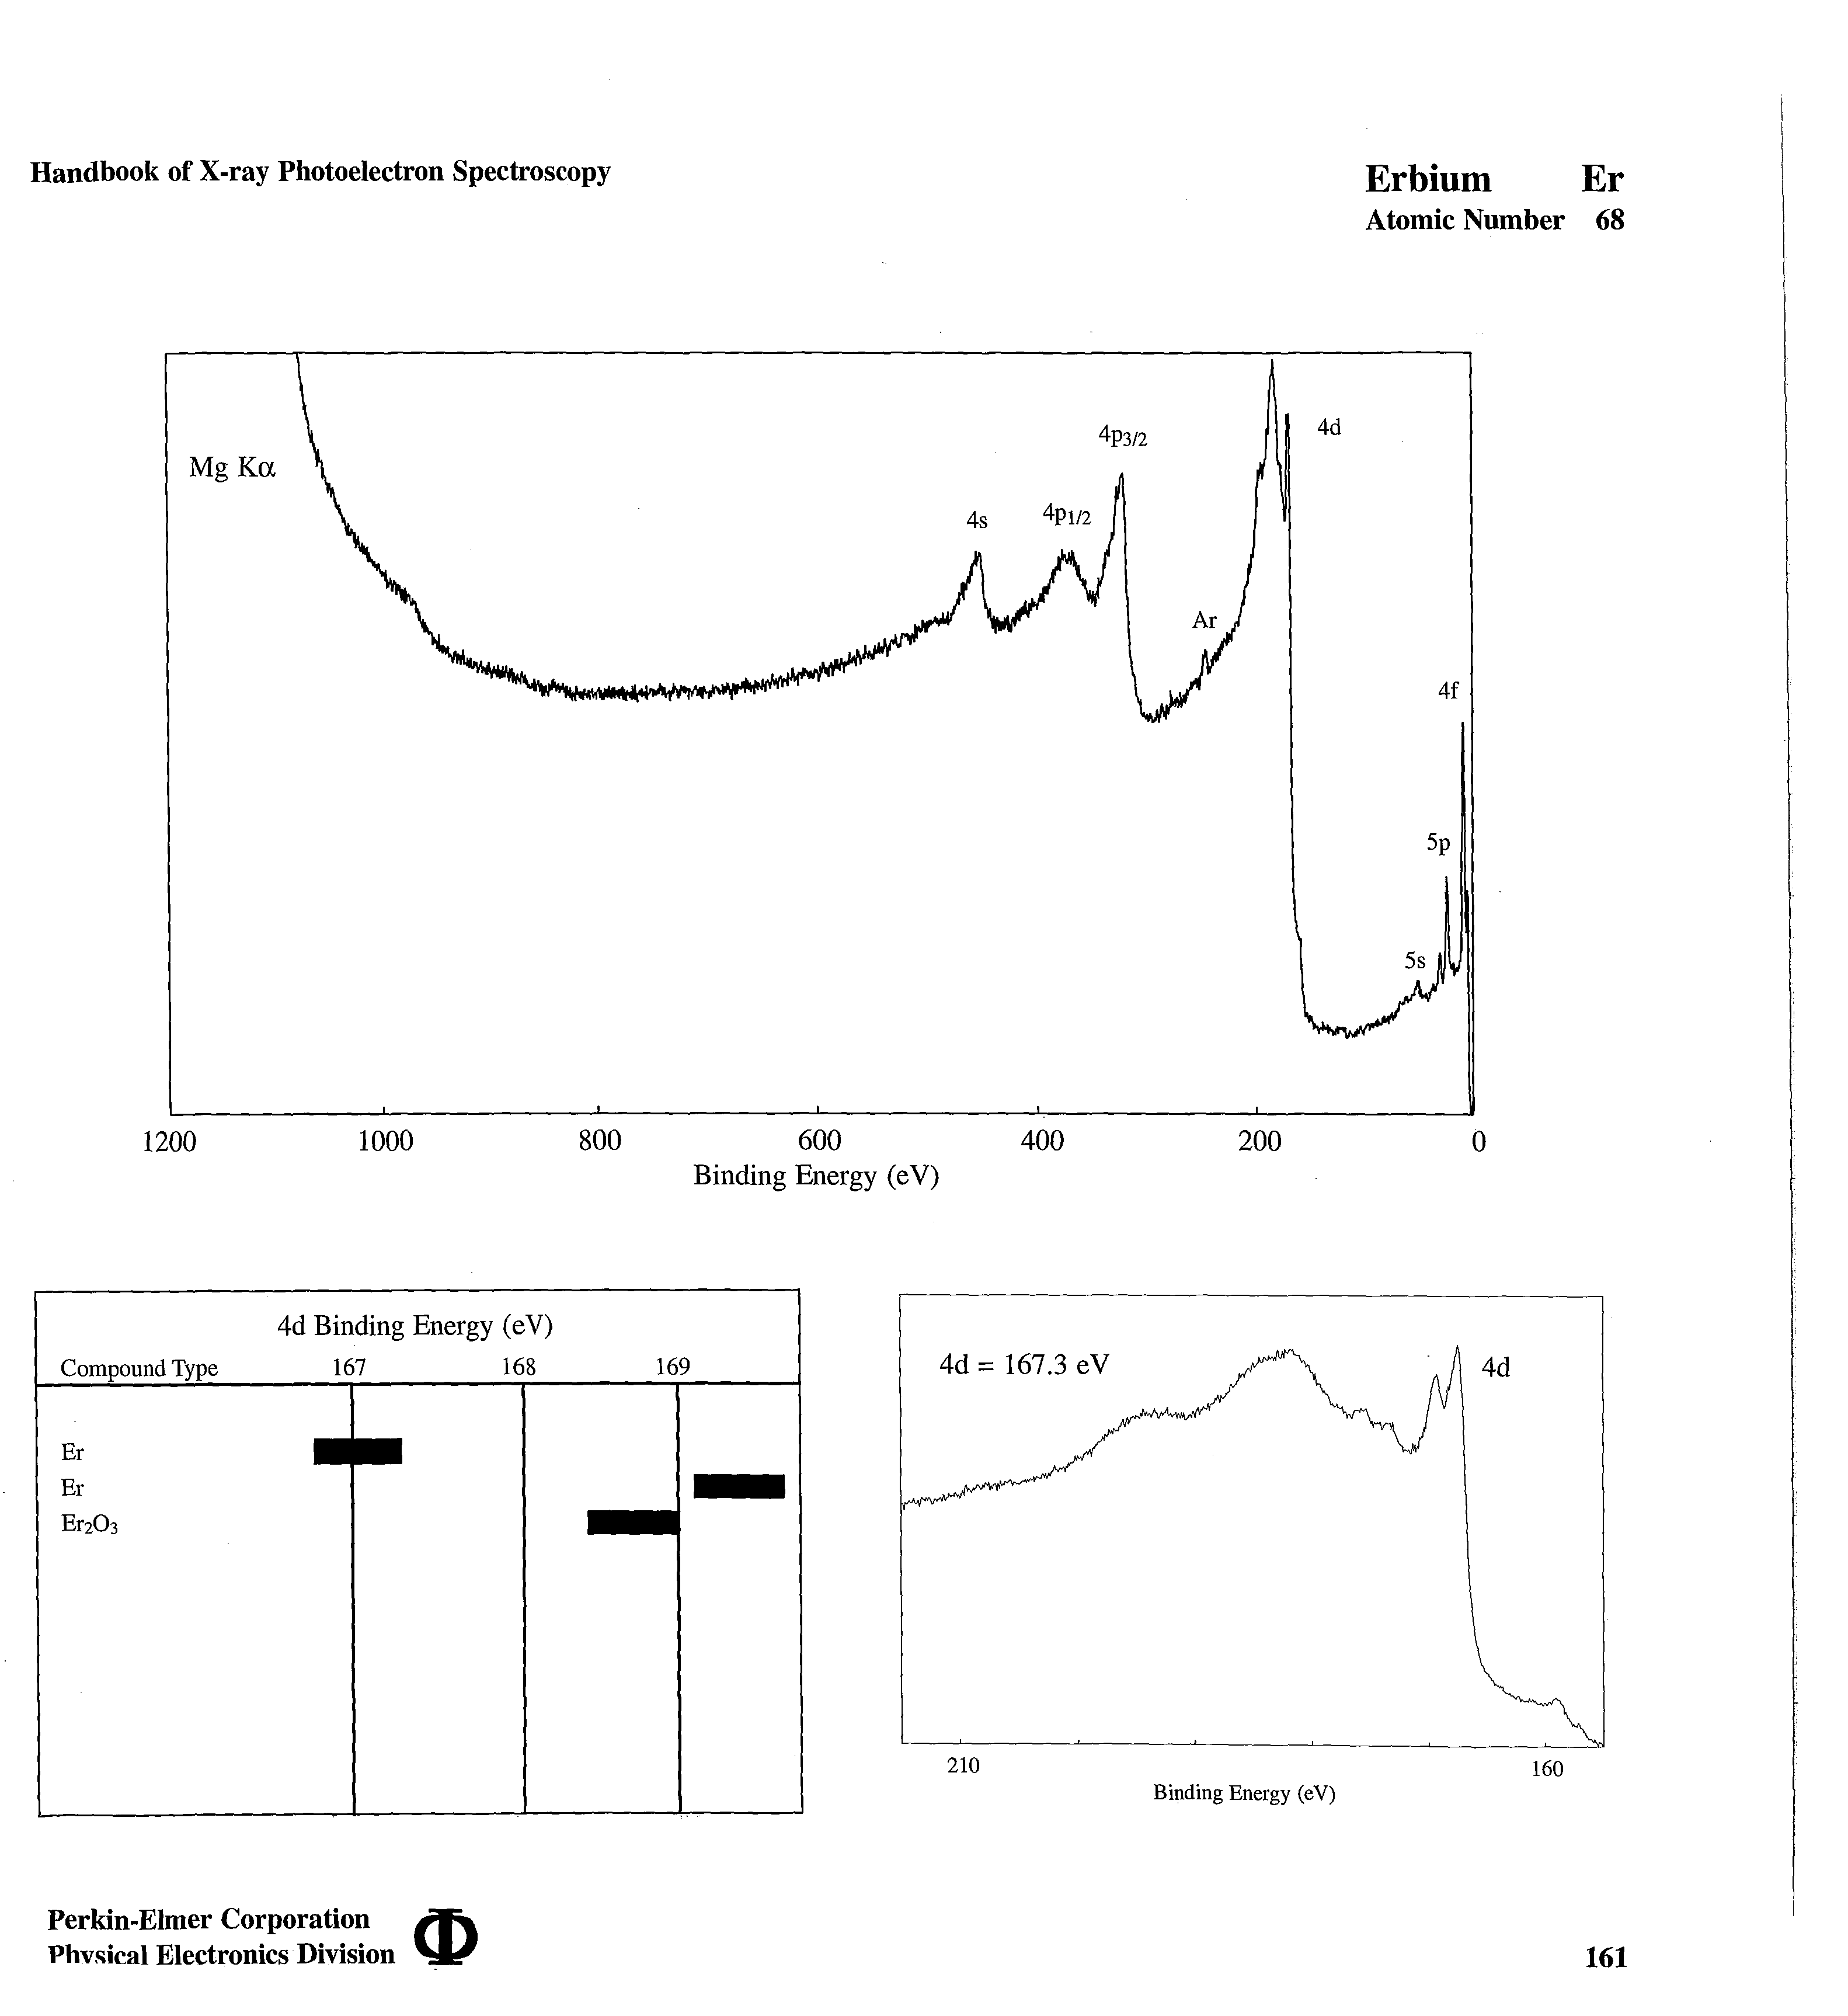 Handbook of X-ray Photoelectron Spectroscopy
Erbium Er
Atomic Number 68
Mg Kα
4s
4p1/2
4p3/2
Ar
4d
4f
5p
5s
1200 1000 800 600 400 200 0
Binding Energy (eV)
4d Binding Energy (eV)
Compound Type 167 168 169
Er
Er
Er₂O₃
4d = 167.3 eV
4d
210 160
Binding Energy (eV)
Perkin-Elmer Corporation
Physical Electronics Division
Φ
161